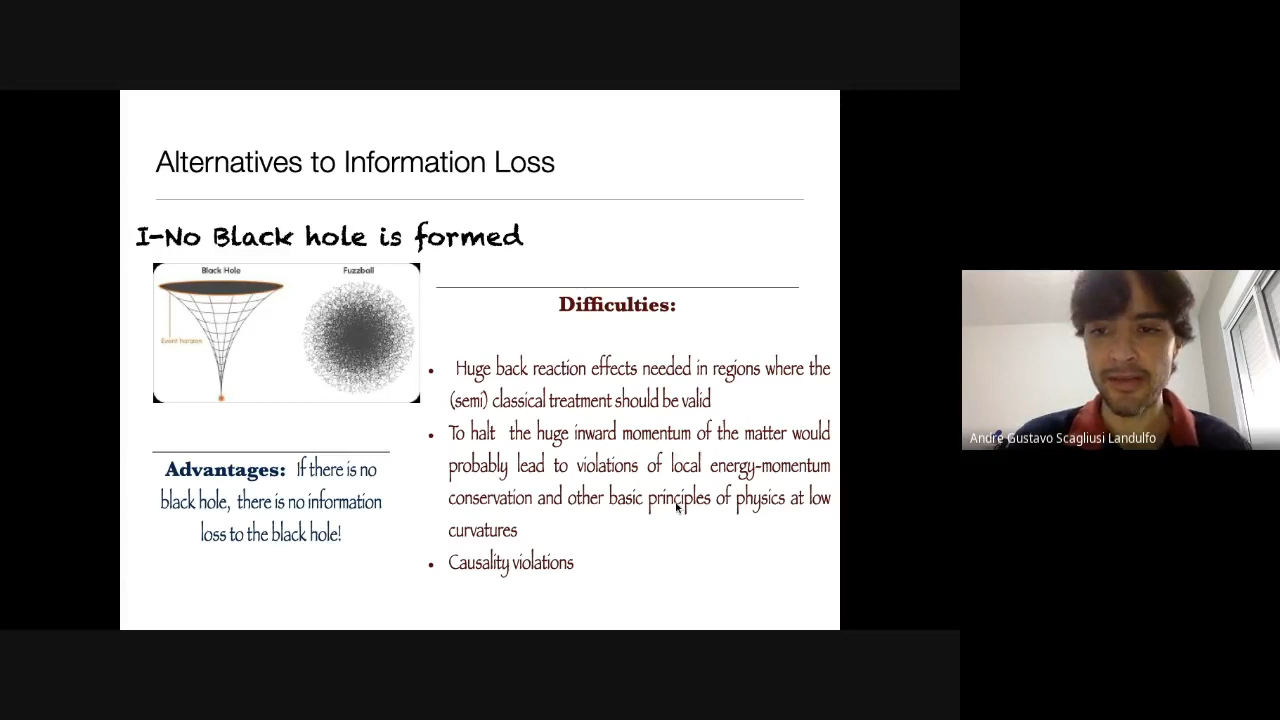 Alternatives to Information Loss
I-No Black hole is formed
Black Hole
Fuzzball
Event horizon
Advantages: If there is no
black hole, there is no information
loss to the black hole!
Difficulties:
• Huge back reaction effects needed in regions where the
(semi) classical treatment should be valid
• To halt the huge inward momentum of the matter would
probably lead to violations of local energy-momentum
conservation and other basic principles of physics at low
curvatures
• Causality violations
André Gustavo Scagliusi Landulfo